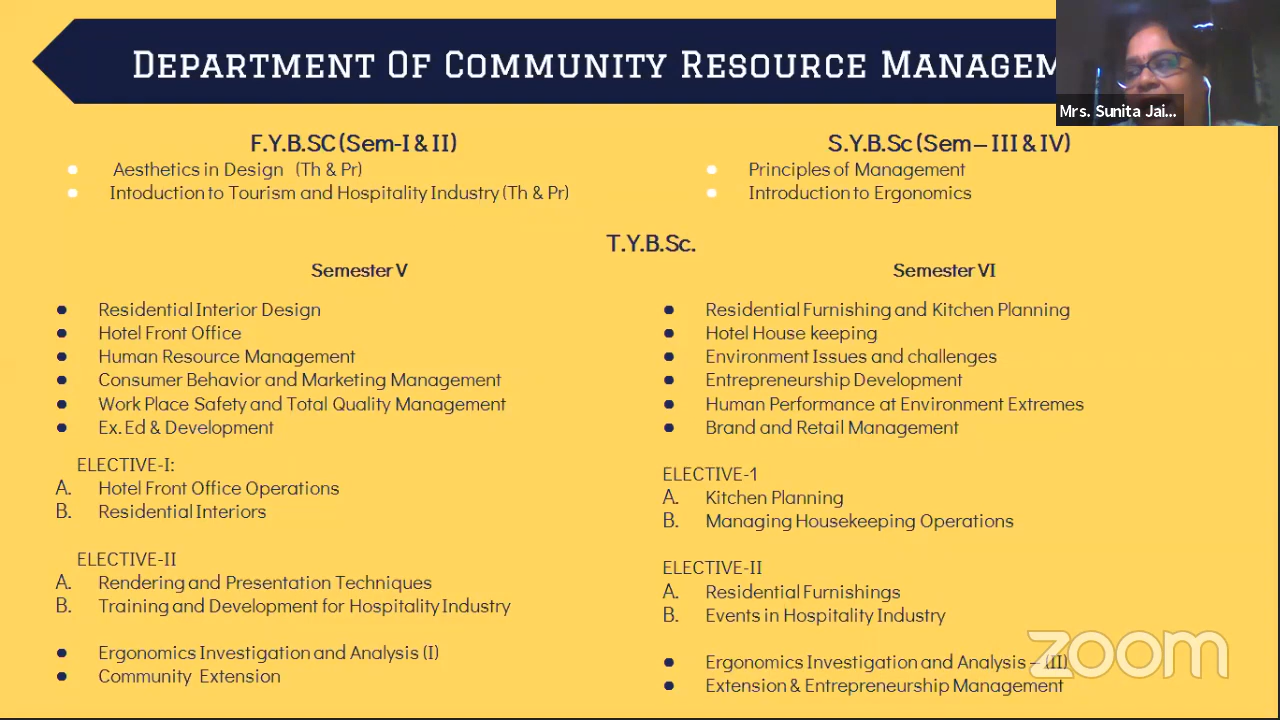 DEPARTMENT OF COMMUNITY RESOURCE MANAGEM
Mrs. Sunita Jai...
F.Y.B.SC (Sem-I & II)
Aesthetics in Design (Th & Pr)
Intoduction to Tourism and Hospitality Industry (Th & Pr)
S.Y.B.Sc (Sem – III & IV)
Principles of Management
Introduction to Ergonomics
T.Y.B.Sc.
Semester V
Residential Interior Design
Hotel Front Office
Human Resource Management
Consumer Behavior and Marketing Management
Work Place Safety and Total Quality Management
Ex. Ed & Development
ELECTIVE-I:
A. Hotel Front Office Operations
B. Residential Interiors
ELECTIVE-II
A. Rendering and Presentation Techniques
B. Training and Development for Hospitality Industry
Ergonomics Investigation and Analysis (I)
Community Extension
Semester VI
Residential Furnishing and Kitchen Planning
Hotel House keeping
Environment Issues and challenges
Entrepreneurship Development
Human Performance at Environment Extremes
Brand and Retail Management
ELECTIVE-1
A. Kitchen Planning
B. Managing Housekeeping Operations
ELECTIVE-II
A. Residential Furnishings
B. Events in Hospitality Industry
Ergonomics Investigation and Analysis – (II)
Extension & Entrepreneurship Management
zoom